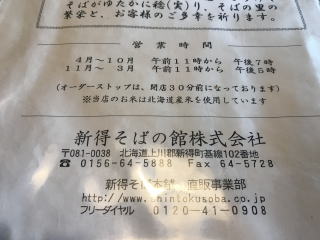 そばがゆたかに稔(実)り、そばの里の
繁栄と、お客様のご多幸を祈ります。
営業時間
4月～10月 午前11時から 午後7時
11月～ 3月 午前11時から 午後5時
(オーダーストップは、閉店30分前になっております)
※当店のお米は北海道産米を使用しています
新得そばの館株式会社
〒081-0038 北海道上川郡新得町基線102番地
☎0156-64-5888 Fax 64-5728
新得そば本舗 直販事業部
http://www.shintokusoba.co.jp
フリーダイヤル 0120-41-0908